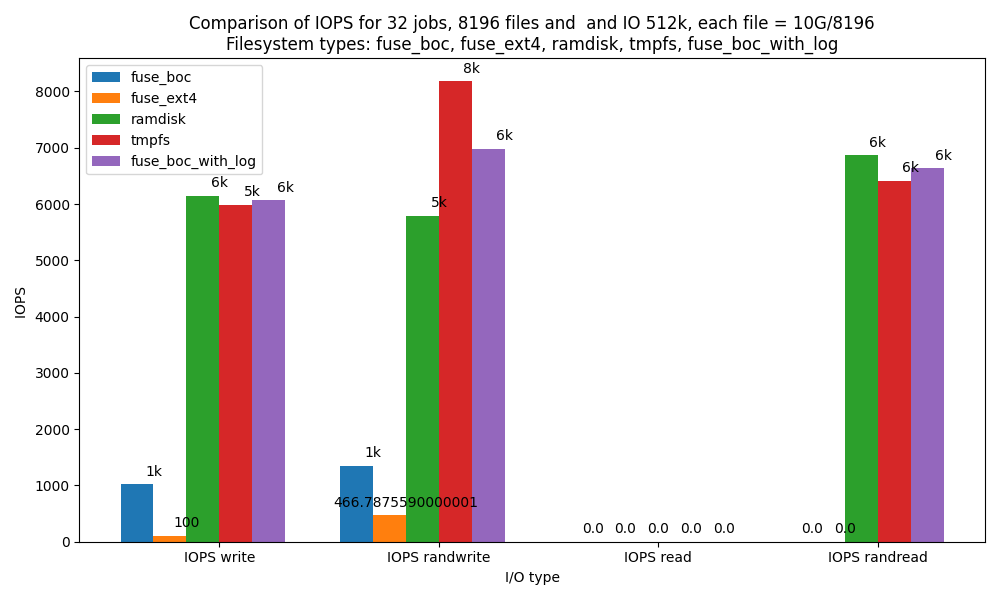 Comparison of IOPS for 32 jobs, 8196 files and  and IO 512k, each file = 10G/8196
Filesystem types: fuse_boc, fuse_ext4, ramdisk, tmpfs, fuse_boc_with_log
fuse_boc
fuse_ext4
ramdisk
tmpfs
fuse_boc_with_log
IOPS
8000
7000
6000
5000
4000
3000
2000
1000
0
1k
100
6k
5k
6k
1k
466.7875590000001
5k
8k
6k
0.0
0.0
0.0
0.0
0.0
0.0
0.0
6k
6k
6k
IOPS write
IOPS randwrite
IOPS read
IOPS randread
I/O type